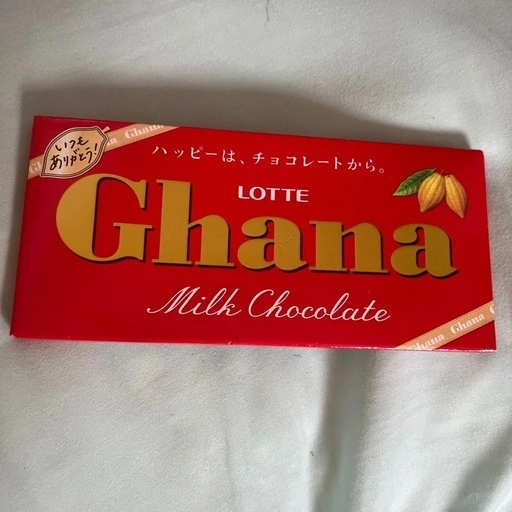 いつも
ありがとう!
Ghana
ハッピーは、チョコレートから。
LOTTE
Ghana
Milk Chocolate
Ghana Ghana